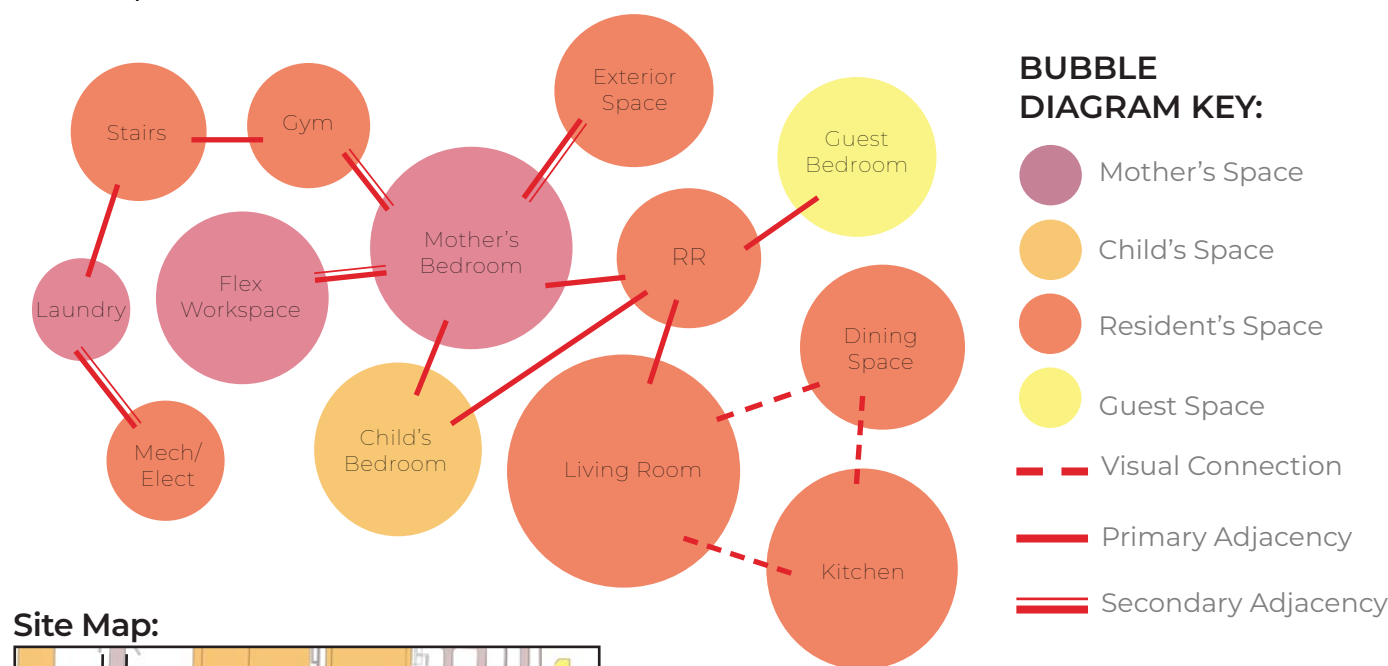 Stairs
Gym
Exterior
Space
Guest
Bedroom
Mother's
Bedroom
RR
Flex
Workspace
Laundry
Dining
Space
Mech/
Elect
Child's
Bedroom
Living Room
Kitchen
BUBBLE
DIAGRAM KEY:
Mother's Space
Child's Space
Resident's Space
Guest Space
Visual Connection
Primary Adjacency
Secondary Adjacency
Site Map: